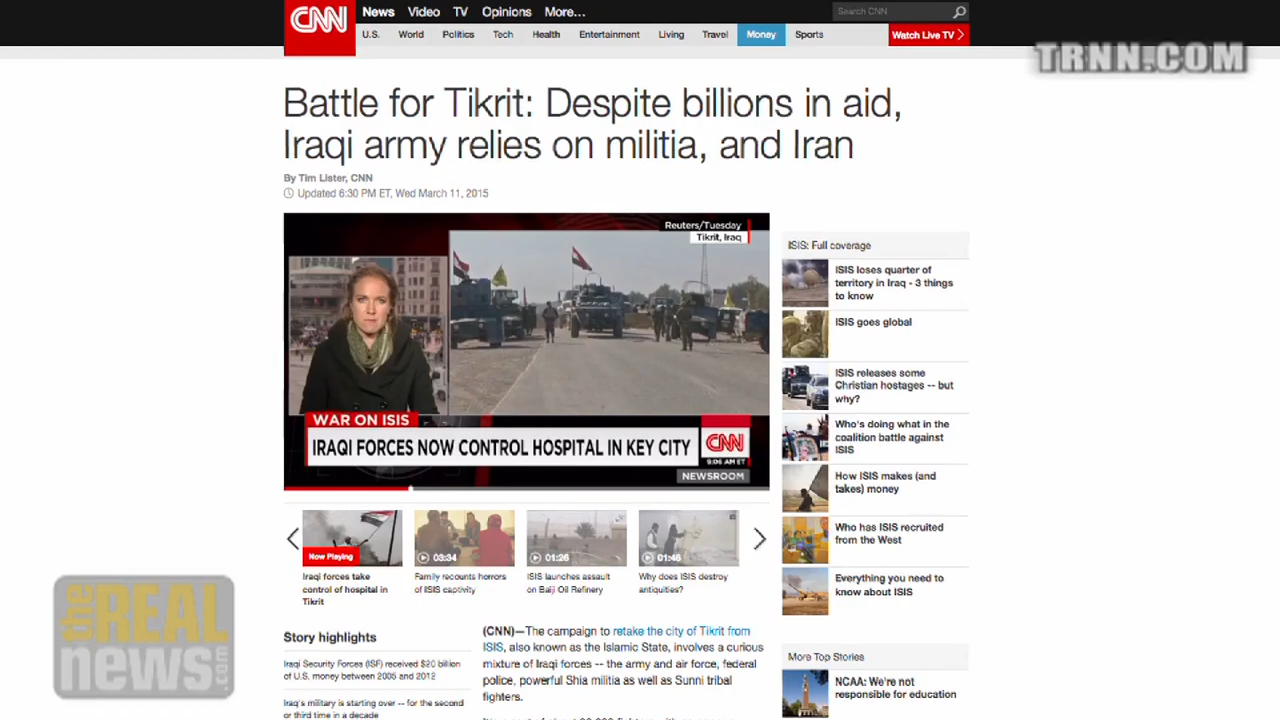 CNN
News Video TV Opinions More...
Search CNN
U.S. World Politics Tech Health Entertainment Living Travel Money Sports
Watch Live TV
TRNN.COM
Battle for Tikrit: Despite billions in aid,
Iraqi army relies on militia, and Iran
By Tim Lister, CNN
Updated 6:30 PM ET, Wed March 11, 2015
Reuters/Tuesday
Tikrit, Iraq
WAR ON ISIS
IRAQI FORCES NOW CONTROL HOSPITAL IN KEY CITY
CNN
9:06 AM ET
NEWSROOM
Now Playing
Iraqi forces take
control of hospital in
Tikrit
03:34
Family recounts horrors
of ISIS captivity
01:26
ISIS launches assault
on Baiji Oil Refinery
01:46
Why does ISIS destroy
antiquities?
Story highlights
Iraqi Security Forces (ISF) received $20 billion
of U.S. money between 2005 and 2012
Iraq's military is starting over -- for the second
or third time in a decade
(CNN)—The campaign to retake the city of Tikrit from
ISIS, also known as the Islamic State, involves a curious
mixture of Iraqi forces -- the army and air force, federal
police, powerful Shia militia as well as Sunni tribal
fighters.
ISIS: Full coverage
ISIS loses quarter of
territory in Iraq - 3 things
to know
ISIS goes global
ISIS releases some
Christian hostages -- but
why?
Who's doing what in the
coalition battle against
ISIS
How ISIS makes (and
takes) money
Who has ISIS recruited
from the West
Everything you need to
know about ISIS
More Top Stories
NCAA: We're not
responsible for education
the REAL
news.com